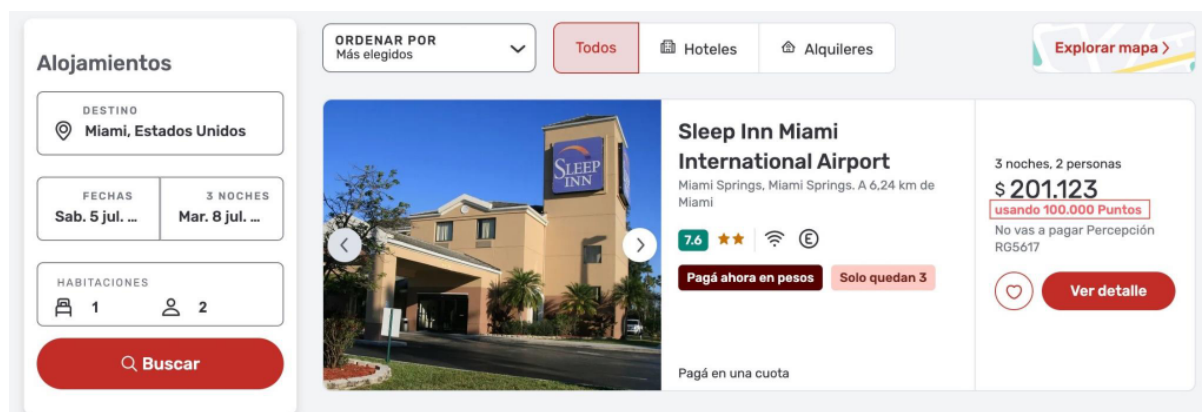 Alojamientos
DESTINO
Miami, Estados Unidos
FECHAS
3 NOCHES
Sab. 5 jul. ...
Mar. 8 jul. ...
HABITACIONES
1
2
Buscar
ORDENAR POR
Más elegidos
Todos
Hoteles
Alquileres
Explorar mapa >
SLEEP
INN
Sleep Inn Miami
International Airport
Miami Springs, Miami Springs. A 6,24 km de
Miami
7.6
E
Pagá ahora en pesos
Solo quedan 3
Pagá en una cuota
3 noches, 2 personas
$ 201.123
usando 100.000 Puntos
No vas a pagar Percepción
RG5617
Ver detalle